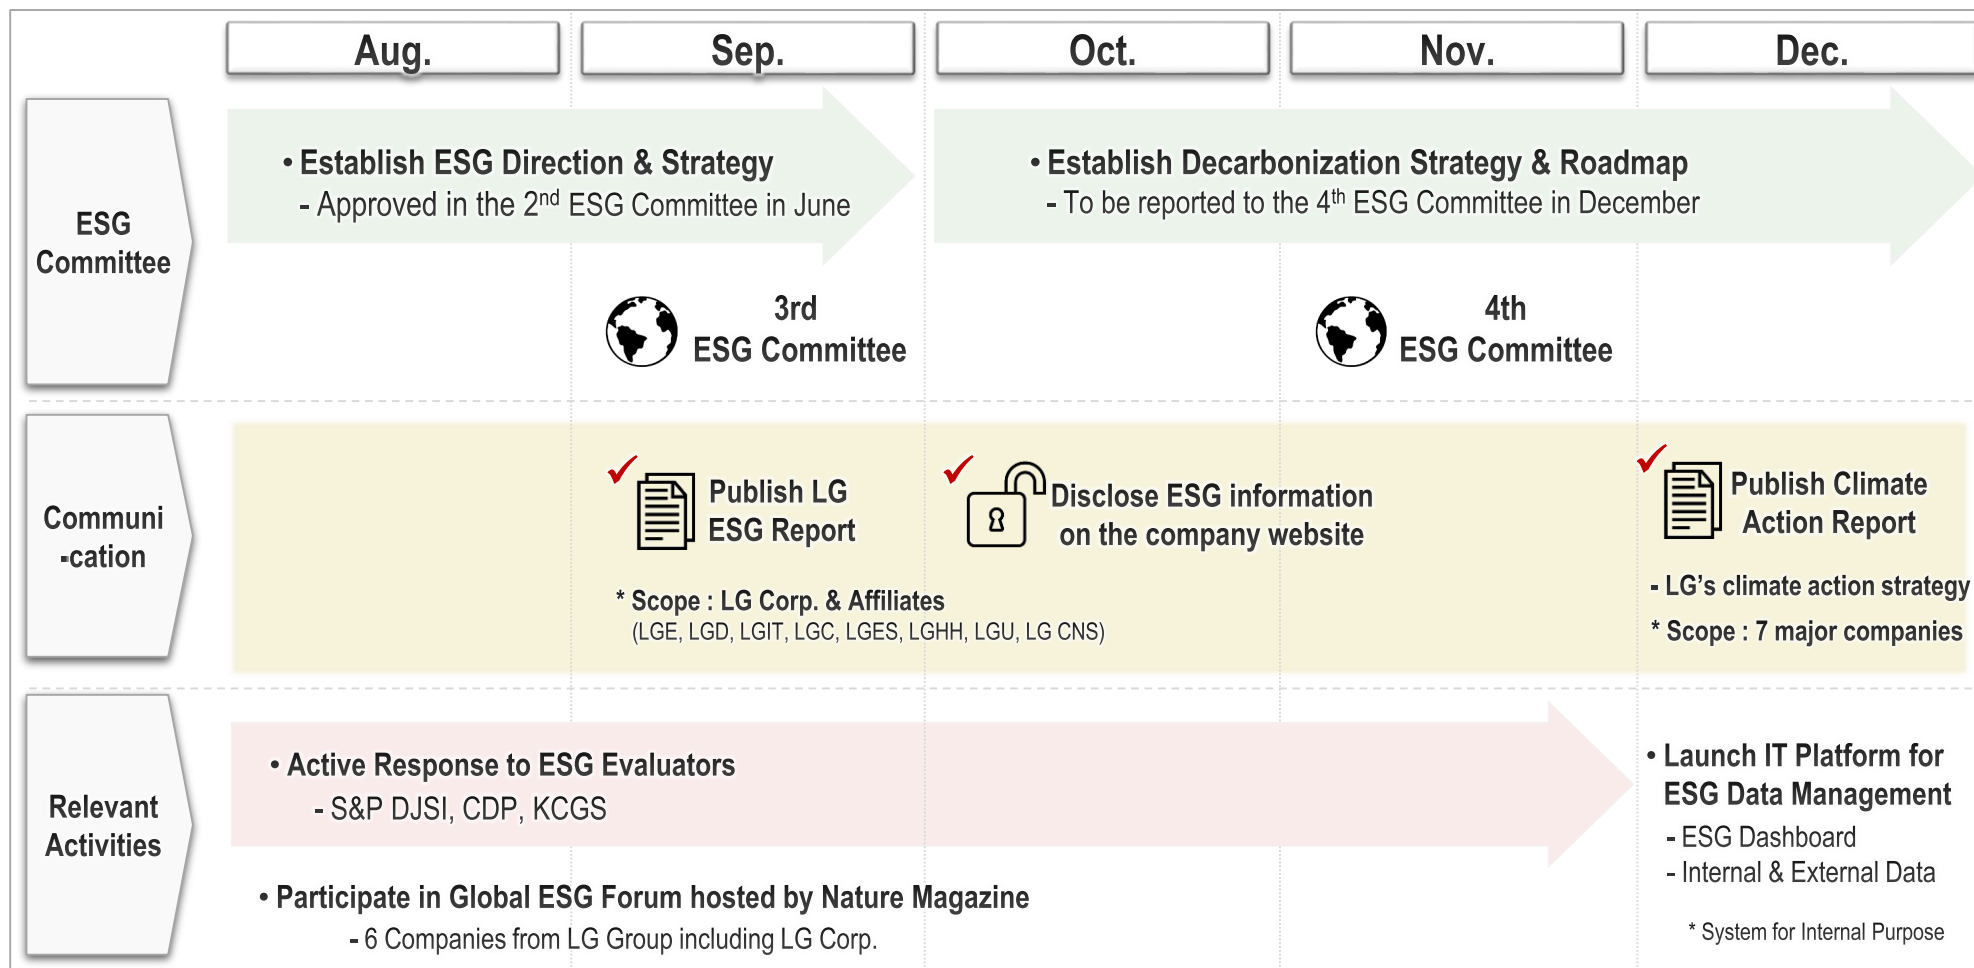 Aug.
Sep.
Oct.
Nov.
Dec.
ESG
Committee
• Establish ESG Direction & Strategy
- Approved in the 2nd ESG Committee in June
• Establish Decarbonization Strategy & Roadmap
- To be reported to the 4th ESG Committee in December
3rd
ESG Committee
4th
ESG Committee
Communi
-cation
Publish LG
ESG Report
* Scope : LG Corp. & Affiliates
(LGE, LGD, LGIT, LGC, LGES, LGHH, LGU, LG CNS)
Disclose ESG information
on the company website
Publish Climate
Action Report
- LG's climate action strategy
* Scope : 7 major companies
Relevant
Activities
• Active Response to ESG Evaluators
- S&P DJSI, CDP, KCGS
• Participate in Global ESG Forum hosted by Nature Magazine
- 6 Companies from LG Group including LG Corp.
• Launch IT Platform for
ESG Data Management
- ESG Dashboard
- Internal & External Data
* System for Internal Purpose